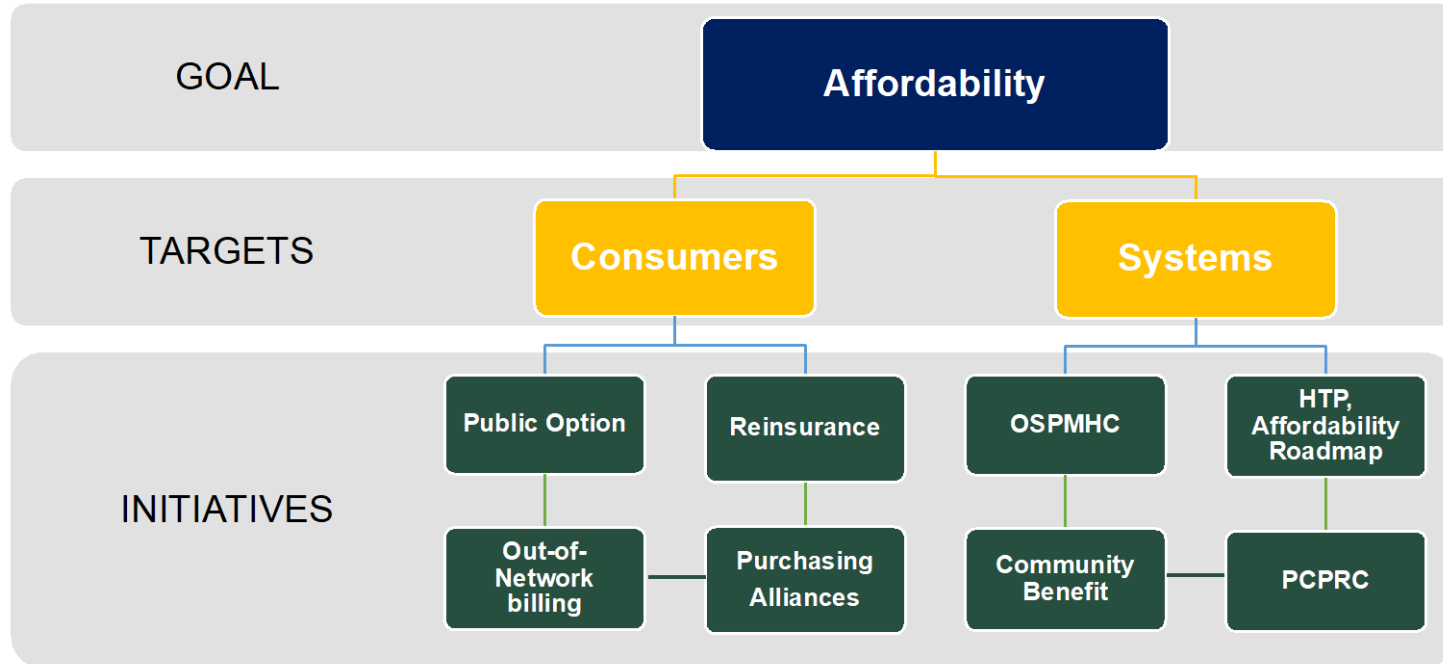 GOAL
Affordability
TARGETS
Consumers
Systems
INITIATIVES
Public Option
Reinsurance
OSPMHC
HTP,
Affordability
Roadmap
Out-of-
Network
billing
Purchasing
Alliances
Community
Benefit
PCPRC